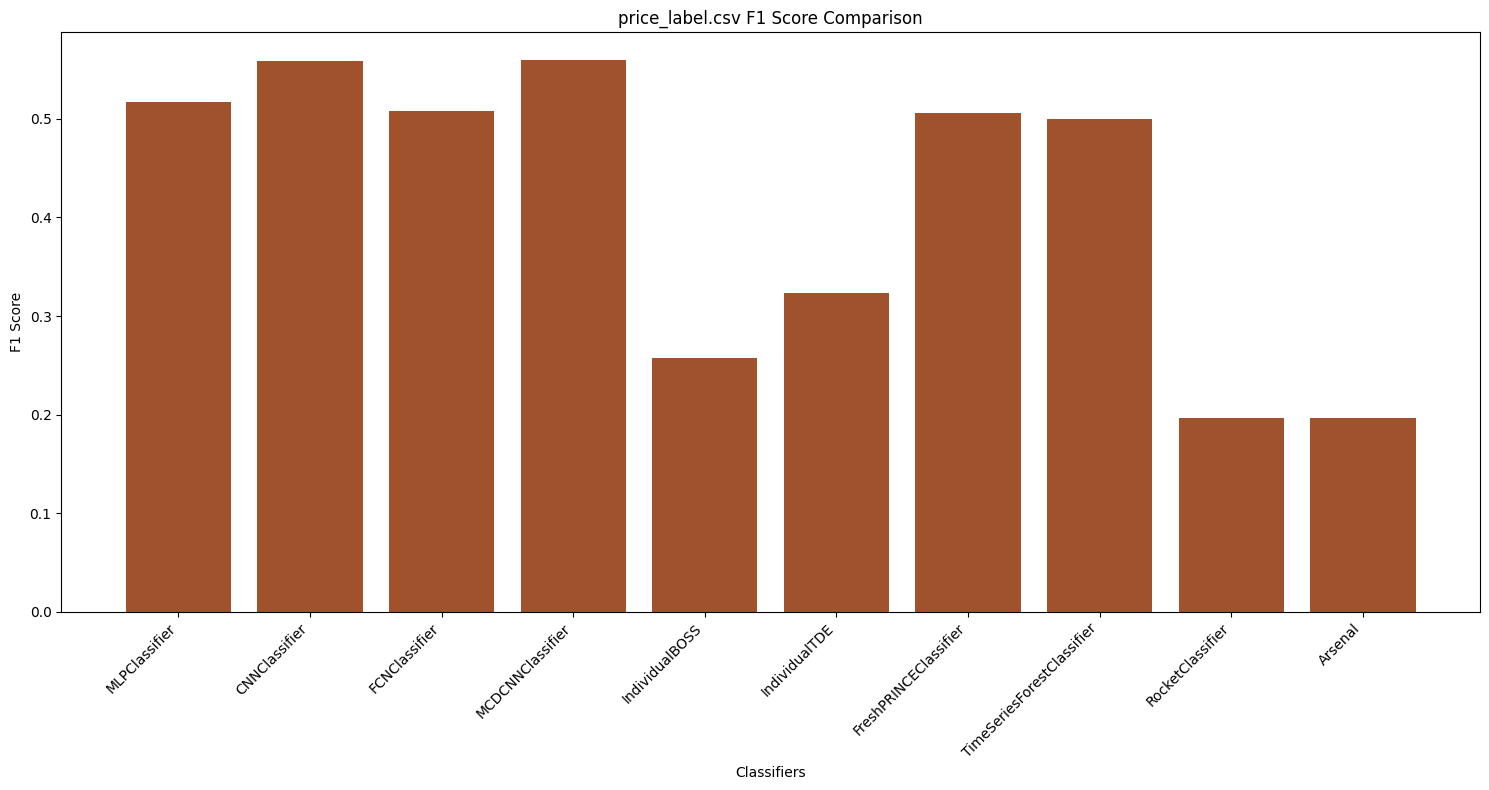 price_label.csv F1 Score Comparison
F1 Score
0.5
0.4
0.3
0.2
0.1
0.0
MLPClassifier
CNNClassifier
FCNClassifier
MCDCNNClassifier
IndividualBOSS
IndividualTDE
FreshPRINCEClassifier
TimeSeriesForestClassifier
RocketClassifier
Arsenal
Classifiers